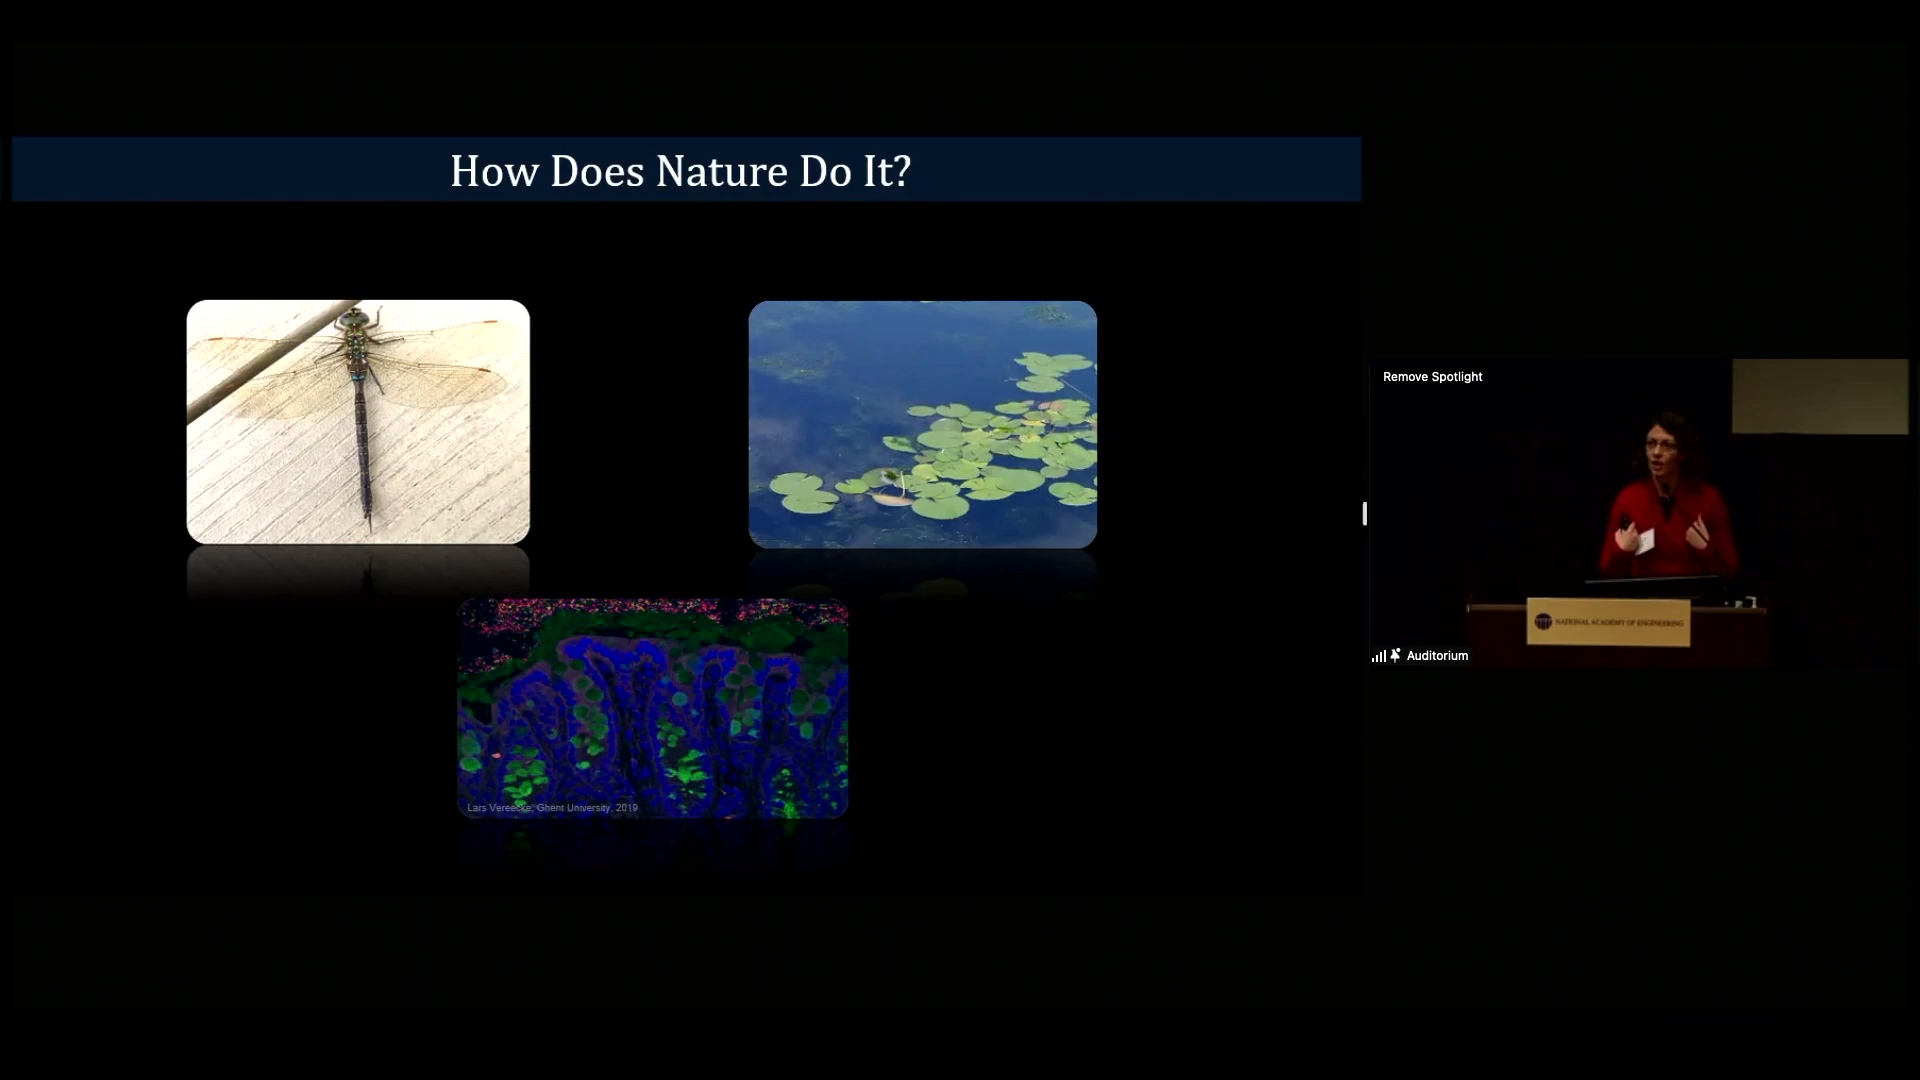 How Does Nature Do It?
Remove Spotlight
NATIONAL ACADEMY OF ENGINEERING
Auditorium
Lars Vereecke, Ghent University, 2019